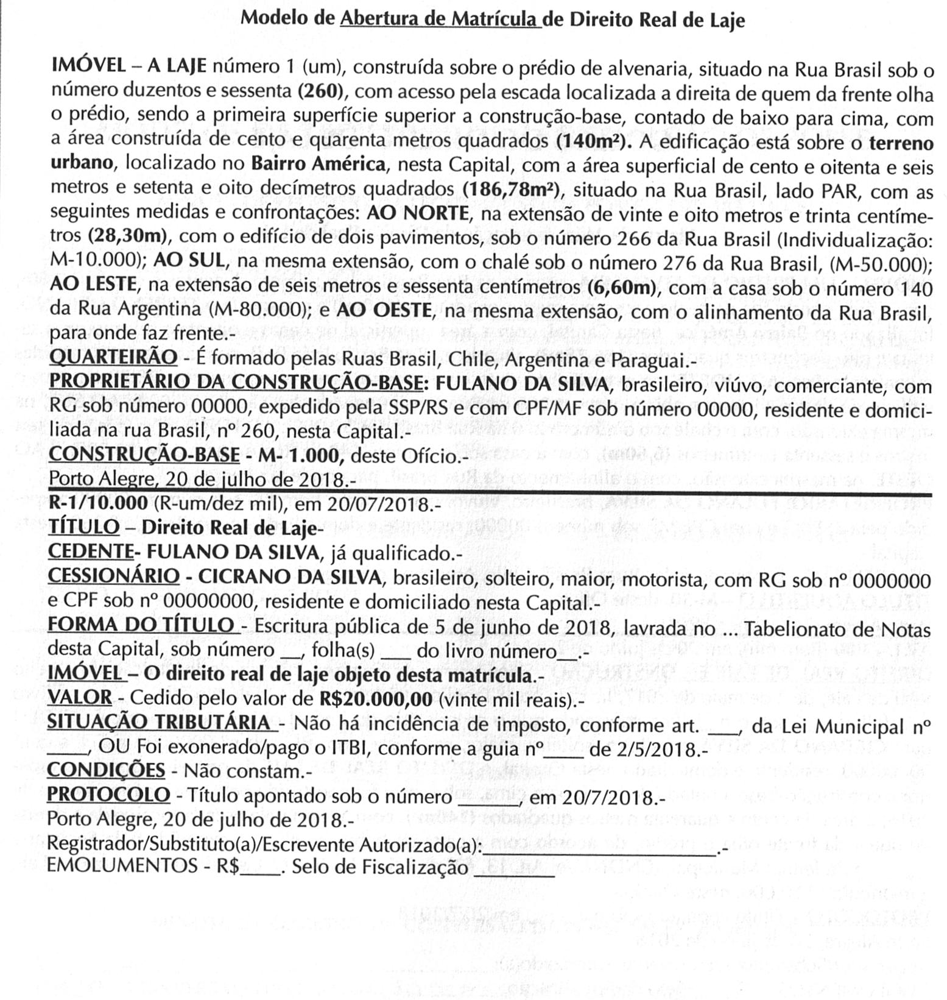 Modelo de Abertura de Matrícula de Direito Real de Laje
IMÓVEL – A LAJE número 1 (um), construída sobre o prédio de alvenaria, situado na Rua Brasil sob o
número duzentos e sessenta (260), com acesso pela escada localizada a direita de quem da frente olha
o prédio, sendo a primeira superfície superior a construção-base, contado de baixo para cima, com
a área construída de cento e quarenta metros quadrados (140m²). A edificação está sobre o terreno
urbano, localizado no Bairro América, nesta Capital, com a área superficial de cento e oitenta e seis
metros e setenta e oito decímetros quadrados (186,78m²), situado na Rua Brasil, lado PAR, com as
seguintes medidas e confrontações: AO NORTE, na extensão de vinte e oito metros e trinta centíme-
tros (28,30m), com o edifício de dois pavimentos, sob o número 266 da Rua Brasil (Individualização:
M-10.000); AO SUL, na mesma extensão, com o chalé sob o número 276 da Rua Brasil, (M-50.000);
AO LESTE, na extensão de seis metros e sessenta centímetros (6,60m), com a casa sob o número 140
da Rua Argentina (M-80.000); e AO OESTE, na mesma extensão, com o alinhamento da Rua Brasil,
para onde faz frente.-
QUARTEIRÃO - É formado pelas Ruas Brasil, Chile, Argentina e Paraguai.-
PROPRIETÁRIO DA CONSTRUÇÃO-BASE: FULANO DA SILVA, brasileiro, viúvo, comerciante, com
RG sob número 00000, expedido pela SSP/RS e com CPF/MF sob número 00000, residente e domici-
liada na rua Brasil, nº 260, nesta Capital.-
CONSTRUÇÃO-BASE - M- 1.000, deste Ofício.-
Porto Alegre, 20 de julho de 2018.-
R-1/10.000 (R-um/dez mil), em 20/07/2018.-
TÍTULO – Direito Real de Laje-
CEDENTE- FULANO DA SILVA, já qualificado.-
CESSIONÁRIO - CICRANO DA SILVA, brasileiro, solteiro, maior, motorista, com RG sob nº 0000000
e CPF sob nº 00000000, residente e domiciliado nesta Capital.-
FORMA DO TÍTULO - Escritura pública de 5 de junho de 2018, lavrada no ... Tabelionato de Notas
desta Capital, sob número __, folha(s) ___ do livro número__.-
IMÓVEL – O direito real de laje objeto desta matrícula.-
VALOR - Cedido pelo valor de R$20.000,00 (vinte mil reais).-
SITUAÇÃO TRIBUTÁRIA - Não há incidência de imposto, conforme art. ___, da Lei Municipal nº
____, OU Foi exonerado/pago o ITBI, conforme a guia nº____ de 2/5/2018.-
CONDIÇÕES - Não constam.-
PROTOCOLO - Título apontado sob o número ______, em 20/7/2018.-
Porto Alegre, 20 de julho de 2018.-
Registrador/Substituto(a)/Escrevente Autorizado(a):_______________________.-
EMOLUMENTOS - R$____. Selo de Fiscalização ________